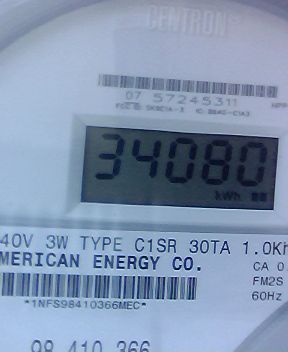 CENTRON
07 57245311
34080
kWh
40V 3W TYPE C1SR 30TA 1.0Kh
MERICAN ENERGY CO.
CA 0.
FM2S
60Hz
*1NFS98410366MEC*
98 410 366